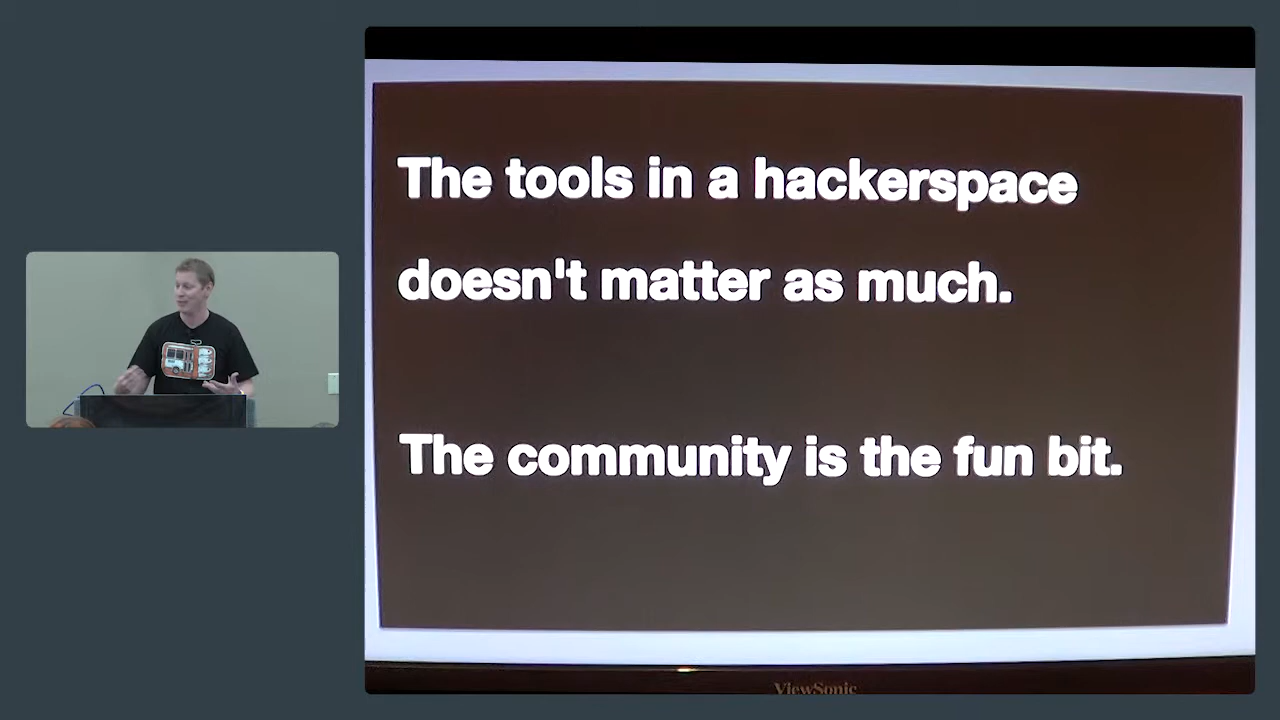 The tools in a hackerspace
doesn't matter as much.
The community is the fun bit.
ViewSonic